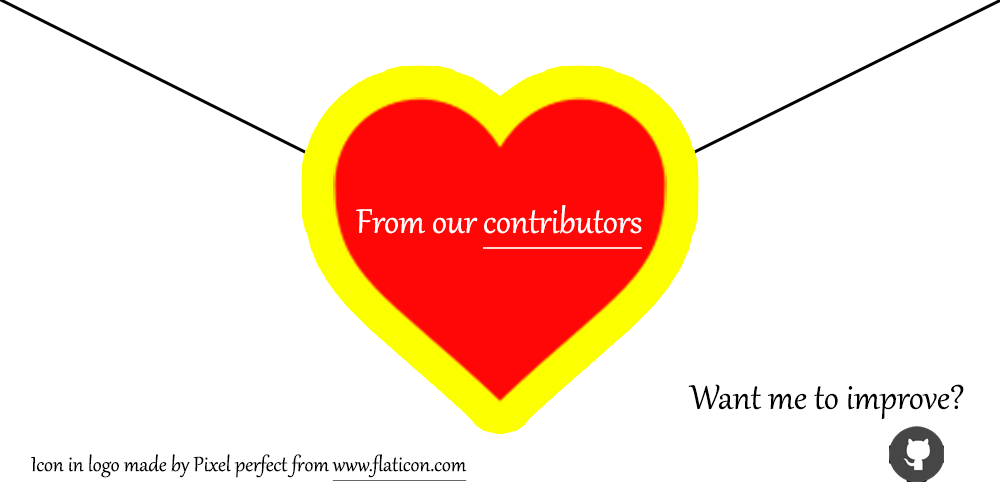 From our contributors
Want me to improve?
Icon in logo made by Pixel perfect from www.flaticon.com